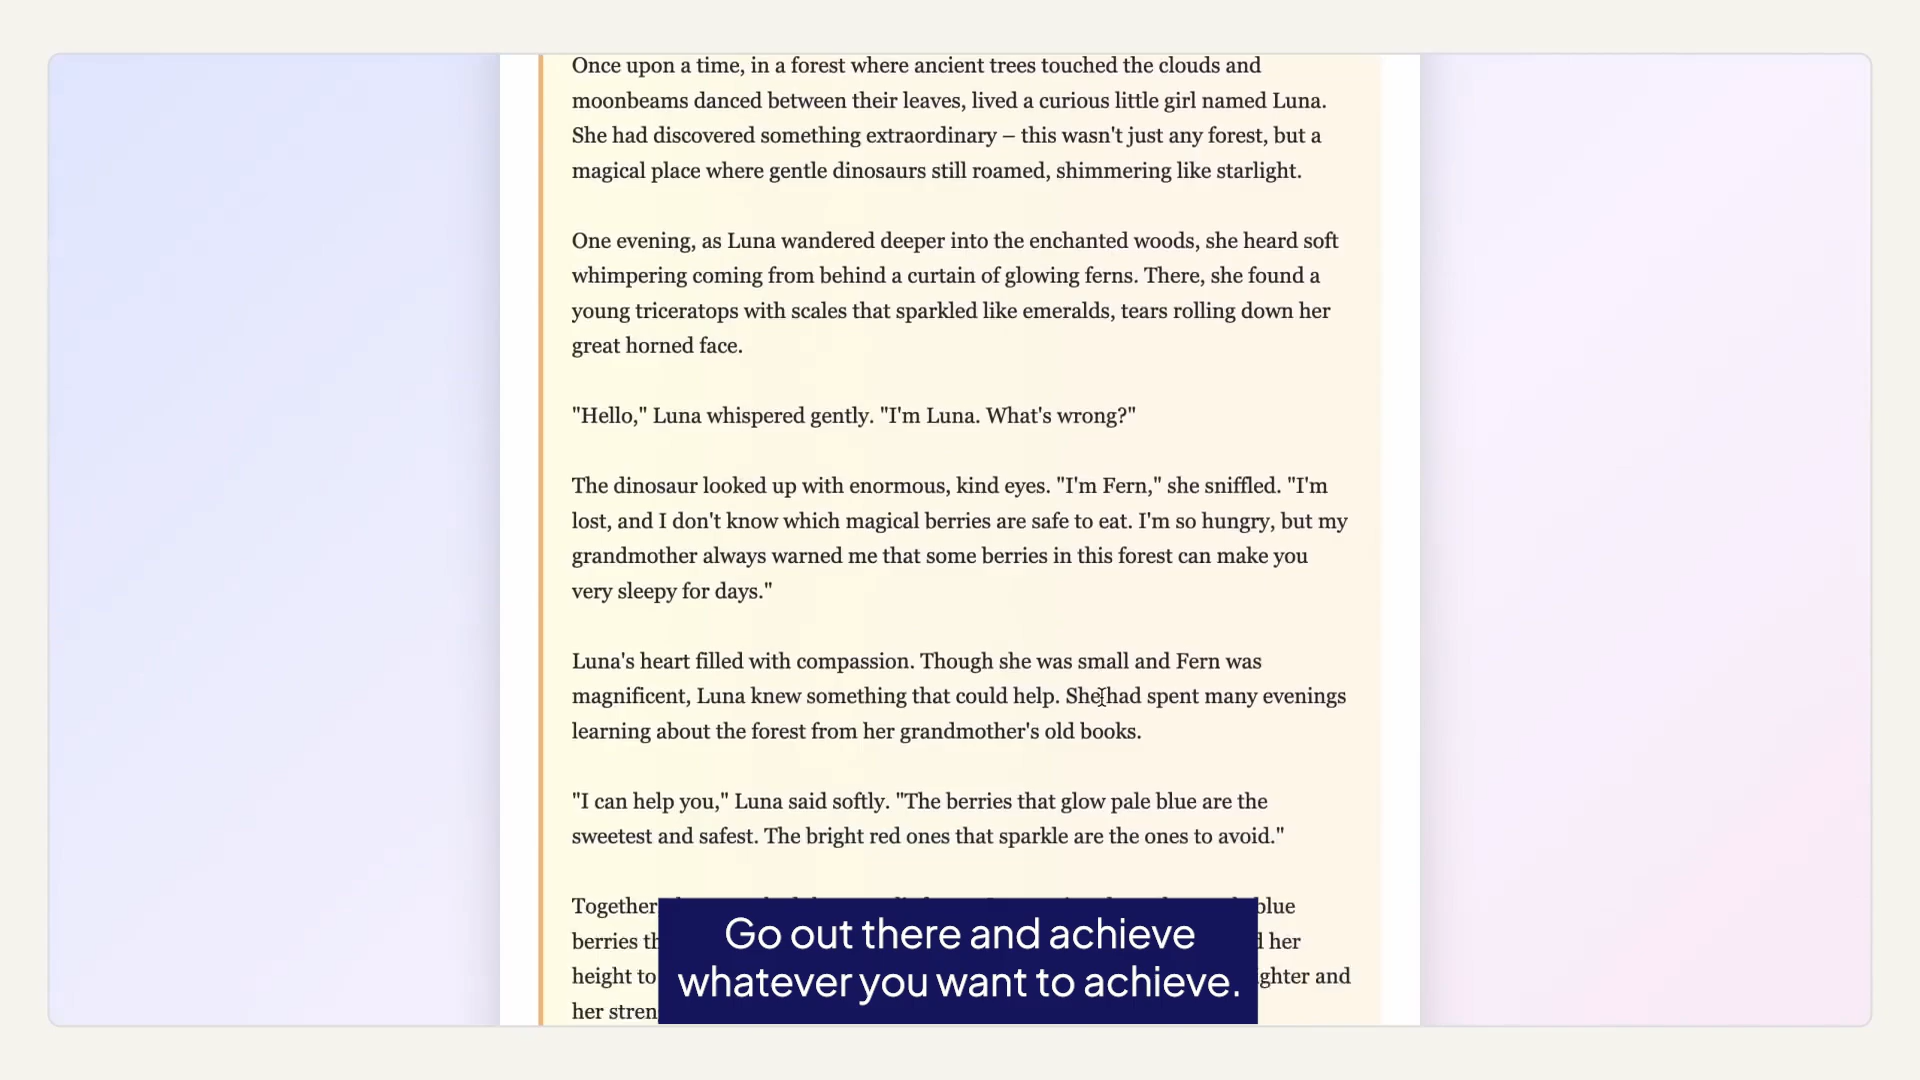 Once upon a time, in a forest where ancient trees touched the clouds and
moonbeams danced between their leaves, lived a curious little girl named Luna.
She had discovered something extraordinary – this wasn't just any forest, but a
magical place where gentle dinosaurs still roamed, shimmering like starlight.
One evening, as Luna wandered deeper into the enchanted woods, she heard soft
whimpering coming from behind a curtain of glowing ferns. There, she found a
young triceratops with scales that sparkled like emeralds, tears rolling down her
great horned face.
"Hello," Luna whispered gently. "I'm Luna. What's wrong?"
The dinosaur looked up with enormous, kind eyes. "I'm Fern," she sniffled. "I'm
lost, and I don't know which magical berries are safe to eat. I'm so hungry, but my
grandmother always warned me that some berries in this forest can make you
very sleepy for days."
Luna's heart filled with compassion. Though she was small and Fern was
magnificent, Luna knew something that could help. She had spent many evenings
learning about the forest from her grandmother's old books.
"I can help you," Luna said softly. "The berries that glow pale blue are the
sweetest and safest. The bright red ones that sparkle are the ones to avoid."
Together blue
berries her
height to and
her
Go out there and achieve
whatever you want to achieve.